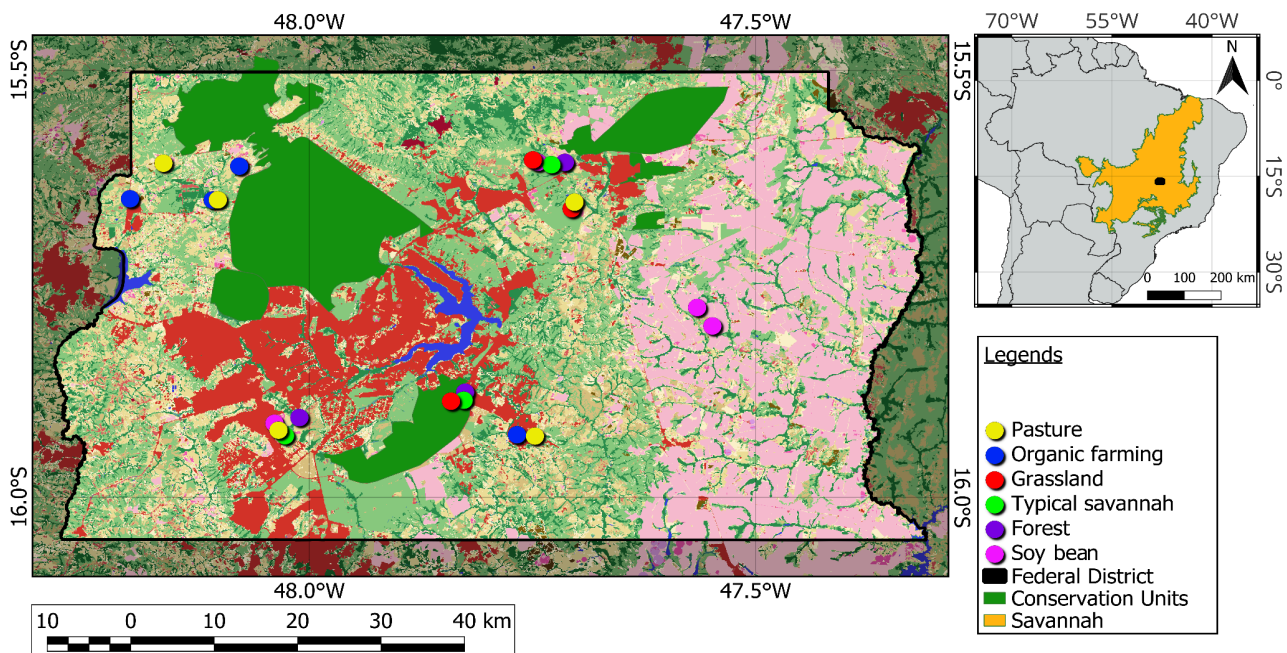 48.0°W 47.5°W
15.5°S
15.5°S
16.0°S
16.0°S
48.0°W 47.5°W
10 0 10 20 30 40 km
70°W 55°W 40°W
N
0°
15°S
30°S
0 100 200 km
Legends
Pasture
Organic farming
Grassland
Typical savannah
Forest
Soy bean
Federal District
Conservation Units
Savannah